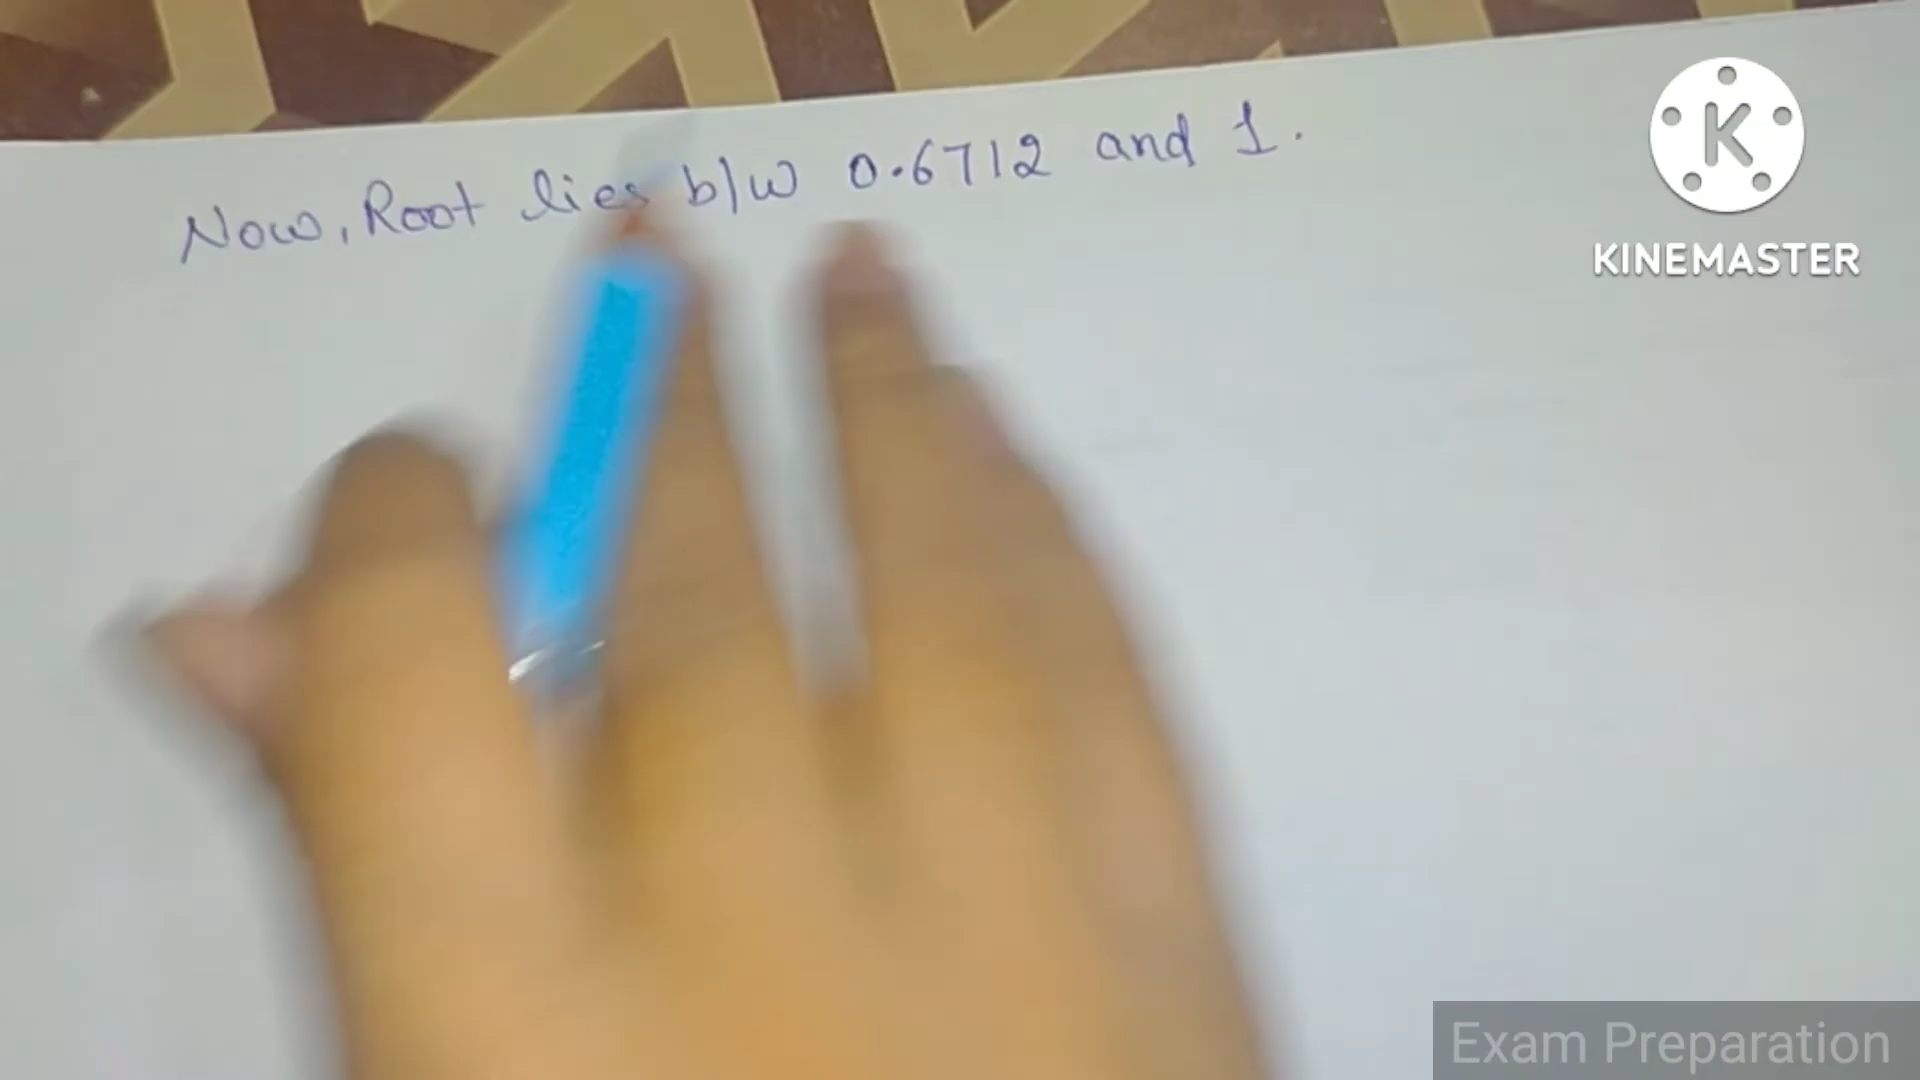 Now, Root lies b/w 0.6712 and 1.
K
KINEMASTER
Exam Preparation